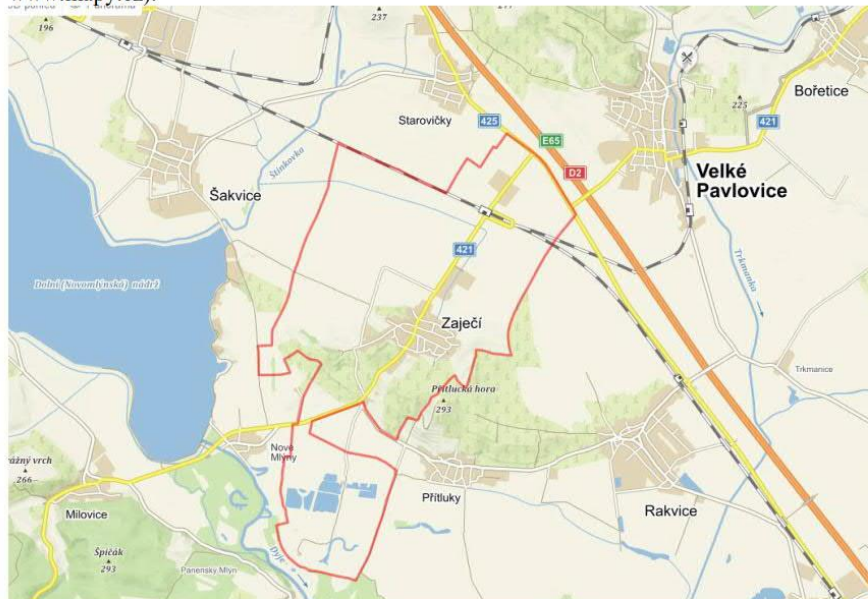 196
237
Bořetice
Starovičky
425
E65
225
421
D2
Velké
Pavlovice
Štinkovka
Šakvice
421
Trkmanka
Dolní (Novomlýnská) nádrž
Zaječí
Trkmanice
Přítlucká hora
293
Nové
Mlýny
266
Přítluky
Rakvice
Milovice
Špičák
293
Panenský Mlýn
Dyje